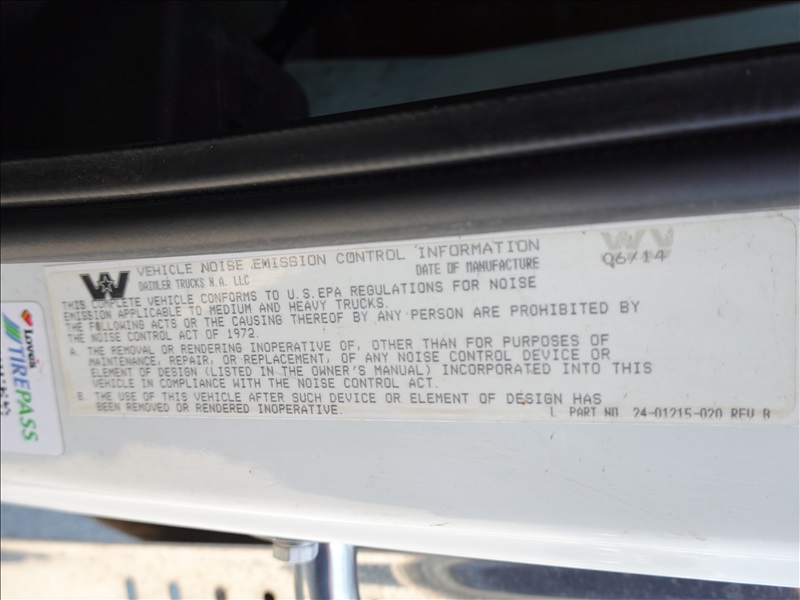 VEHICLE NOISE EMISSION CONTROL INFORMATION
DAIMLER TRUCKS N.A. LLC DATE OF MANUFACTURE 06/14
THIS COMPLETE VEHICLE CONFORMS TO U.S.EPA REGULATIONS FOR NOISE
EMISSION APPLICABLE TO MEDIUM AND HEAVY TRUCKS.
THE FOLLOWING ACTS OR THE CAUSING THEREOF BY ANY PERSON ARE PROHIBITED BY
THE NOISE CONTROL ACT OF 1972.
A. THE REMOVAL OR RENDERING INOPERATIVE OF, OTHER THAN FOR PURPOSES OF
MAINTENANCE, REPAIR, OR REPLACEMENT, OF ANY NOISE CONTROL DEVICE OR
ELEMENT OF DESIGN (LISTED IN THE OWNER'S MANUAL) INCORPORATED INTO THIS
VEHICLE IN COMPLIANCE WITH THE NOISE CONTROL ACT.
B. THE USE OF THIS VEHICLE AFTER SUCH DEVICE OR ELEMENT OF DESIGN HAS
BEEN REMOVED OR RENDERED INOPERATIVE.
L PART NO 24-01215-020 REV B
Love's
TIREPASS